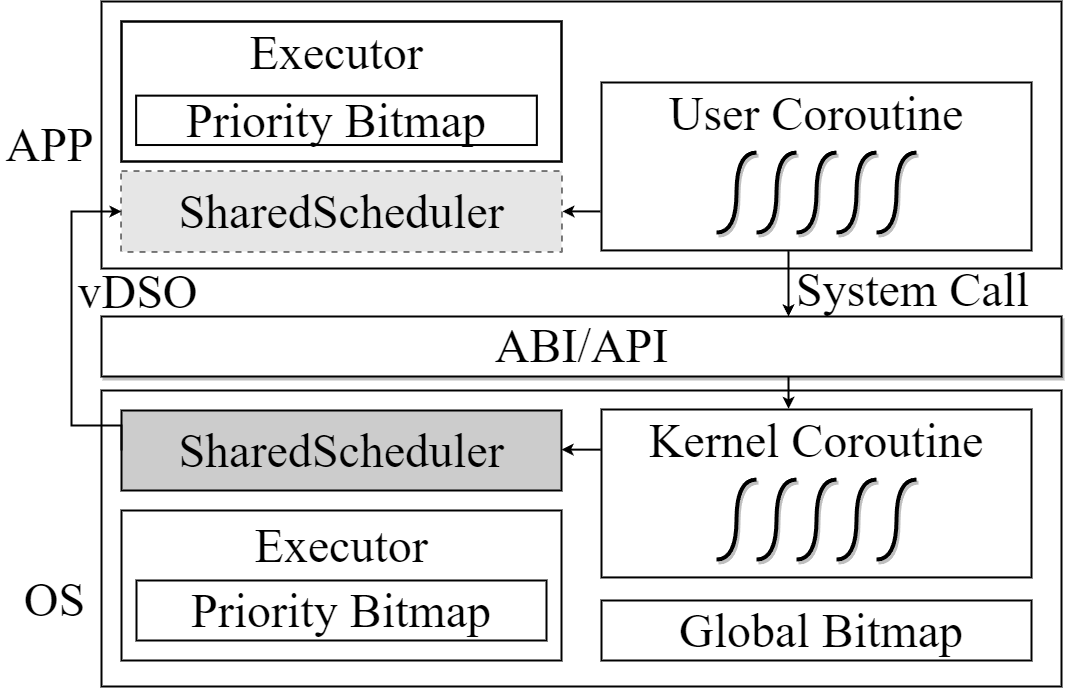 Executor
Priority Bitmap
User Coroutine
APP
SharedScheduler
vDSO
System Call
ABI/API
SharedScheduler
Kernel Coroutine
Executor
Priority Bitmap
OS
Global Bitmap